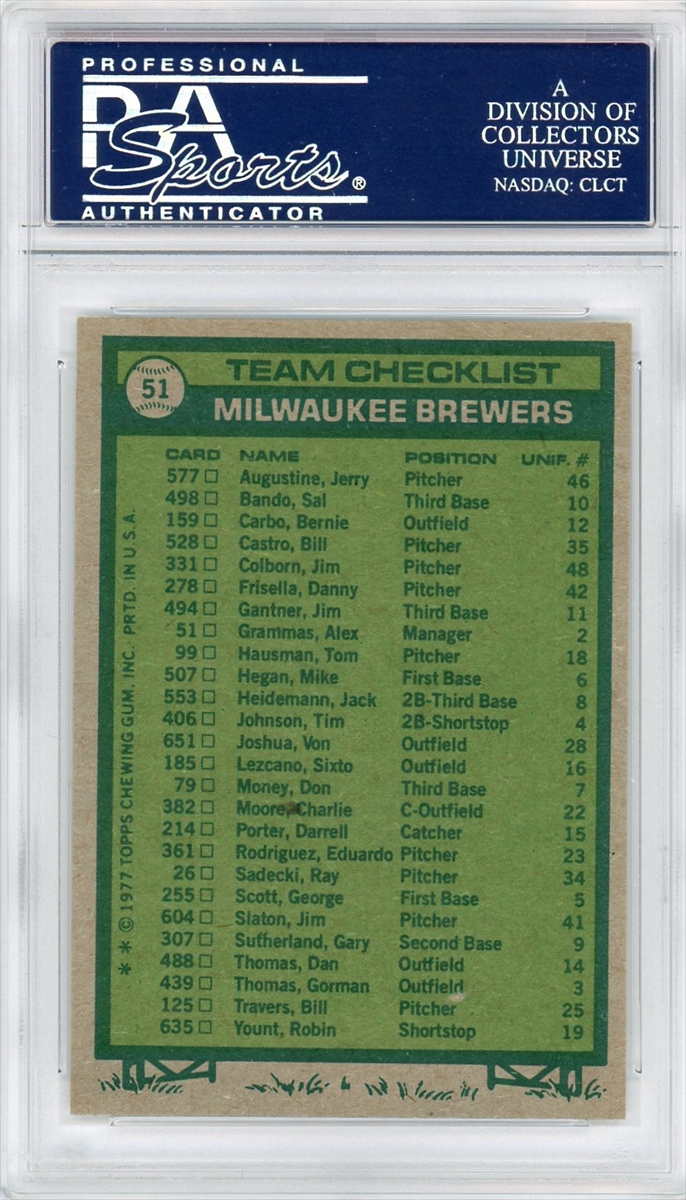 PROFESSIONAL
PSA
Sports®
AUTHENTICATOR
A
DIVISION OF
COLLECTORS
UNIVERSE
NASDAQ: CLCT
51
TEAM CHECKLIST
MILWAUKEE BREWERS
CARD NAME POSITION UNIF. #
577 □ Augustine, Jerry Pitcher 46
498 □ Bando, Sal Third Base 10
159 □ Carbo, Bernie Outfield 12
528 □ Castro, Bill Pitcher 35
331 □ Colborn, Jim Pitcher 48
278 □ Frisella, Danny Pitcher 42
494 □ Gantner, Jim Third Base 11
51 □ Grammas, Alex Manager 2
99 □ Hausman, Tom Pitcher 18
507 □ Hegan, Mike First Base 6
553 □ Heidemann, Jack 2B-Third Base 8
406 □ Johnson, Tim 2B-Shortstop 4
651 □ Joshua, Von Outfield 28
185 □ Lezcano, Sixto Outfield 16
79 □ Money, Don Third Base 7
382 □ Moore, Charlie C-Outfield 22
214 □ Porter, Darrell Catcher 15
361 □ Rodriguez, Eduardo Pitcher 23
26 □ Sadecki, Ray Pitcher 34
255 □ Scott, George First Base 5
604 □ Slaton, Jim Pitcher 41
307 □ Sutherland, Gary Second Base 9
488 □ Thomas, Dan Outfield 14
439 □ Thomas, Gorman Outfield 3
125 □ Travers, Bill Pitcher 25
635 □ Yount, Robin Shortstop 19
* * © 1977 TOPPS CHEWING GUM, INC. PRTD. IN U.S.A.